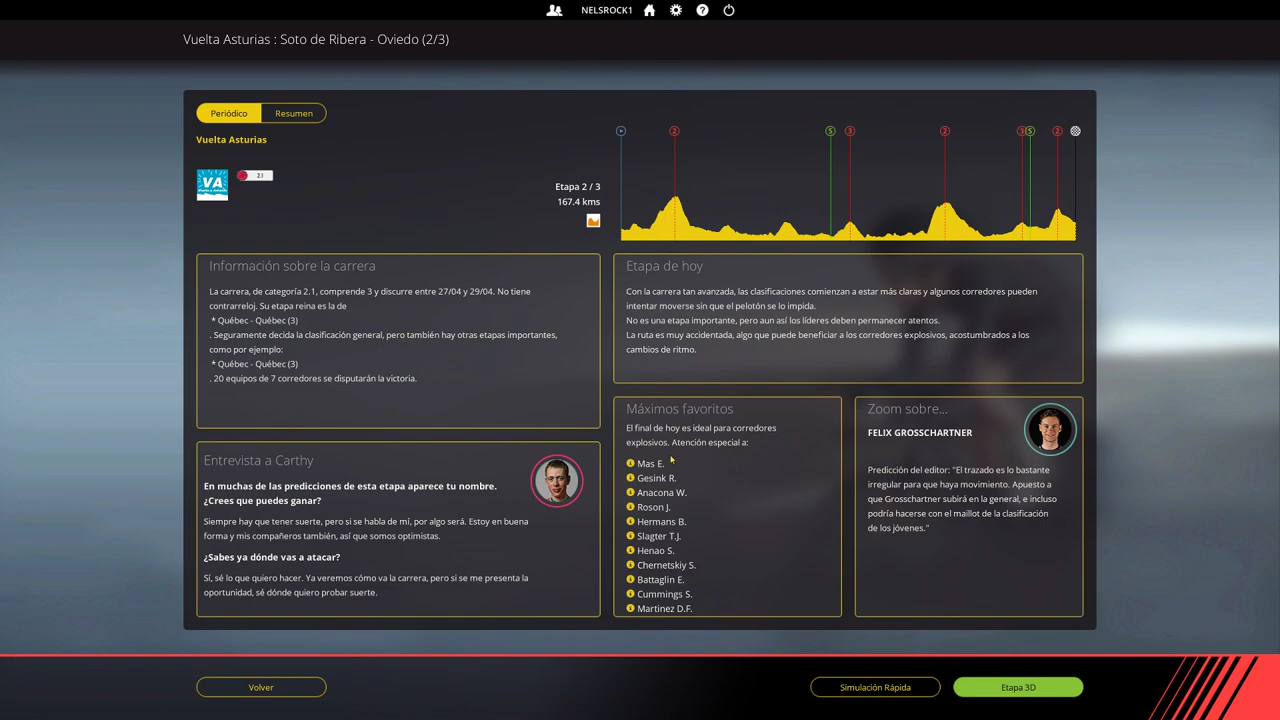 NELSROCK1
Vuelta Asturias : Soto de Ribera - Oviedo (2/3)
Periódico
Resumen
Vuelta Asturias
VA
2.1
Etapa 2 / 3
167.4 kms
2
S
3
2
3
S
2
Información sobre la carrera
La carrera, de categoría 2.1, comprende 3 y discurre entre 27/04 y 29/04. No tiene
contrarreloj. Su etapa reina es la de
* Québec - Québec (3)
. Seguramente decida la clasificación general, pero también hay otras etapas importantes,
como por ejemplo:
* Québec - Québec (3)
. 20 equipos de 7 corredores se disputarán la victoria.
Etapa de hoy
Con la carrera tan avanzada, las clasificaciones comienzan a estar más claras y algunos corredores pueden
intentar moverse sin que el pelotón se lo impida.
No es una etapa importante, pero aun así los líderes deben permanecer atentos.
La ruta es muy accidentada, algo que puede beneficiar a los corredores explosivos, acostumbrados a los
cambios de ritmo.
Entrevista a Carthy
En muchas de las predicciones de esta etapa aparece tu nombre.
¿Crees que puedes ganar?
Siempre hay que tener suerte, pero si se habla de mí, por algo será. Estoy en buena
forma y mis compañeros también, así que somos optimistas.
¿Sabes ya dónde vas a atacar?
Sí, sé lo que quiero hacer. Ya veremos cómo va la carrera, pero si se me presenta la
oportunidad, sé dónde quiero probar suerte.
Máximos favoritos
El final de hoy es ideal para corredores
explosivos. Atención especial a:
Mas E.
Gesink R.
Anacona W.
Roson J.
Hermans B.
Slagter T.J.
Henao S.
Chernetskiy S.
Battaglin E.
Cummings S.
Martinez D.F.
Zoom sobre...
FELIX GROSSCHARTNER
Predicción del editor: "El trazado es lo bastante
irregular para que haya movimiento. Apuesto a
que Grosschartner subirá en la general, e incluso
podría hacerse con el maillot de la clasificación
de los jóvenes."
Volver
Simulación Rápida
Etapa 3D